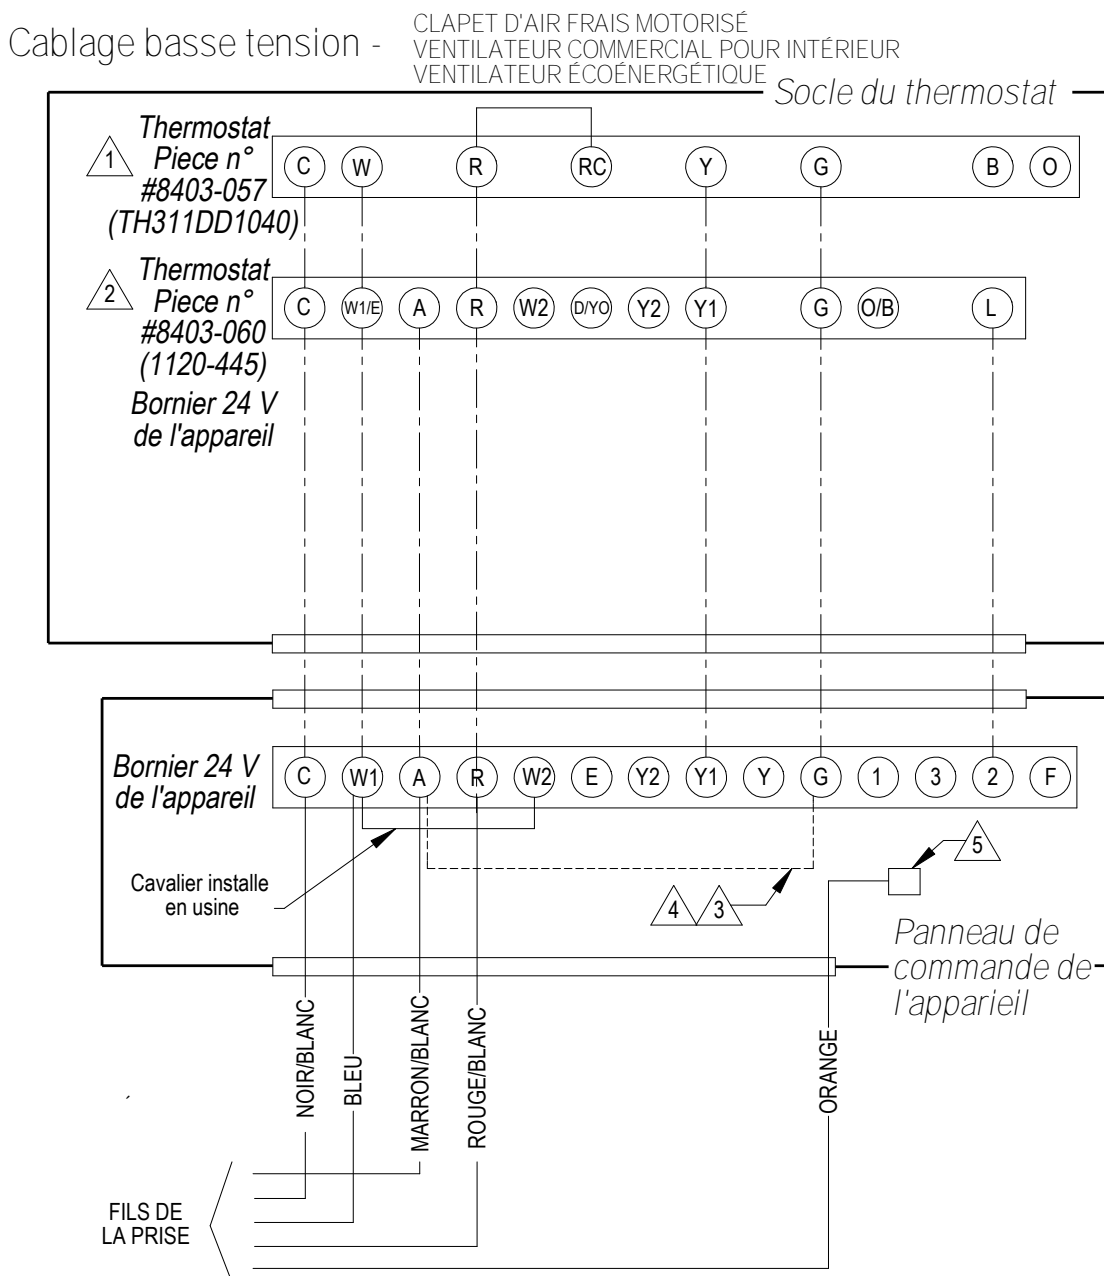 Cablage basse tension -
CLAPET D'AIR FRAIS MOTORISÉ
VENTILATEUR COMMERCIAL POUR INTÉRIEUR
VENTILATEUR ÉCOÉNERGÉTIQUE
Socle du thermostat
1
Thermostat
Piece n°
#8403-057
(TH311DD1040)
C W R RC Y G B O
2
Thermostat
Piece n°
#8403-060
(1120-445)
C W1/E A R W2 D/YO Y2 Y1 G O/B L
Bornier 24 V
de l'appareil
Bornier 24 V
de l'appareil
C W1 A R W2 E Y2 Y1 Y G 1 3 2 F
Cavalier installe
en usine
4 3
5
Panneau de
commande de
l'apparieil
NOIR/BLANC
BLEU
MARRON/BLANC
ROUGE/BLANC
ORANGE
FILS DE
LA PRISE